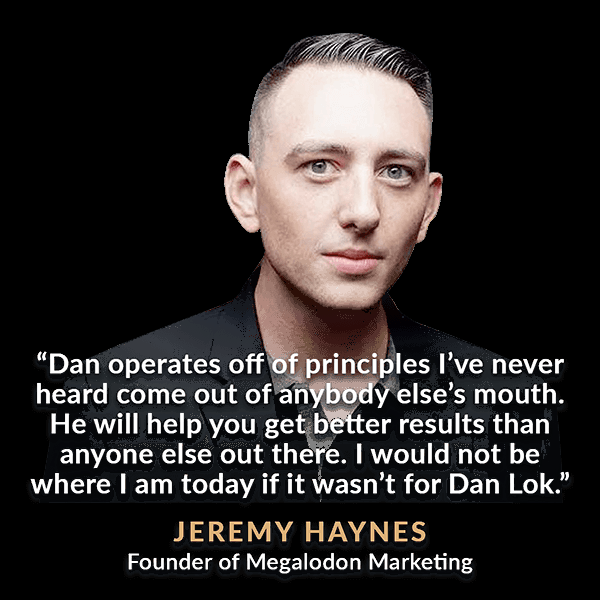 “Dan operates off of principles I’ve never
heard come out of anybody else’s mouth.
He will help you get better results than
anyone else out there. I would not be
where I am today if it wasn’t for Dan Lok.”
JEREMY HAYNES
Founder of Megalodon Marketing